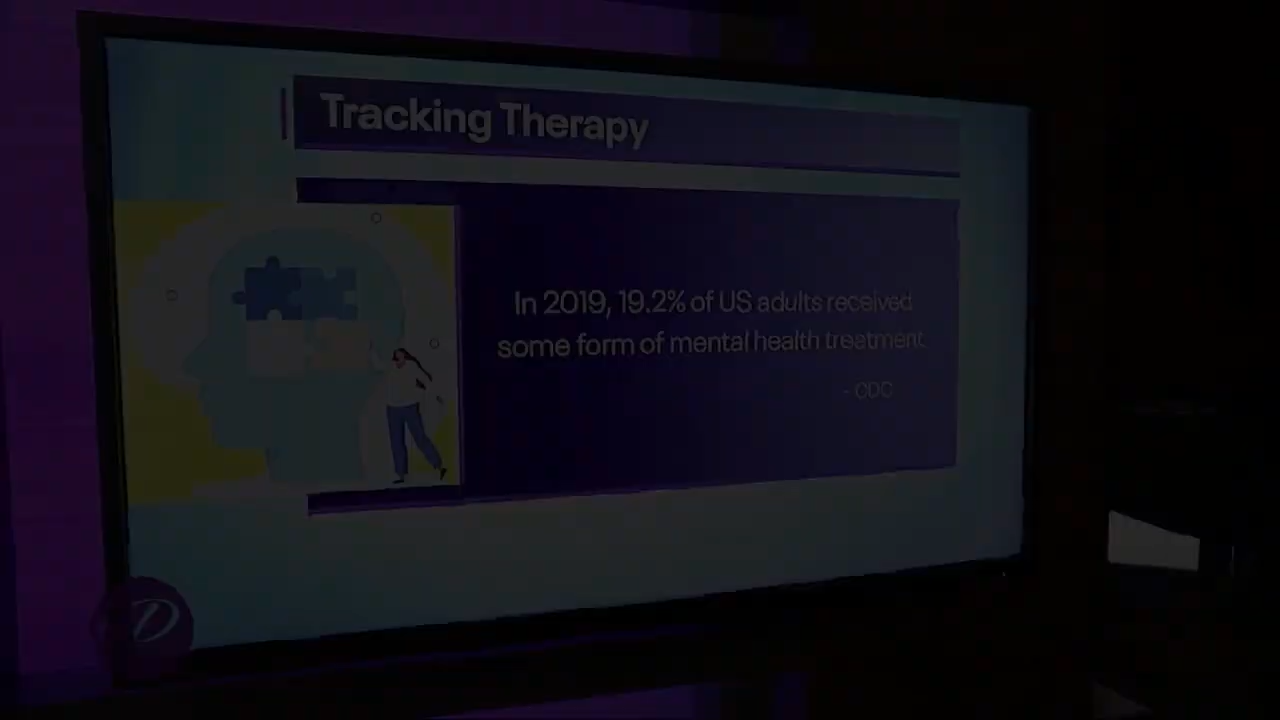 Tracking Therapy
In 2019, 19.2% of US adults received
some form of mental health treatment
- CDC
D